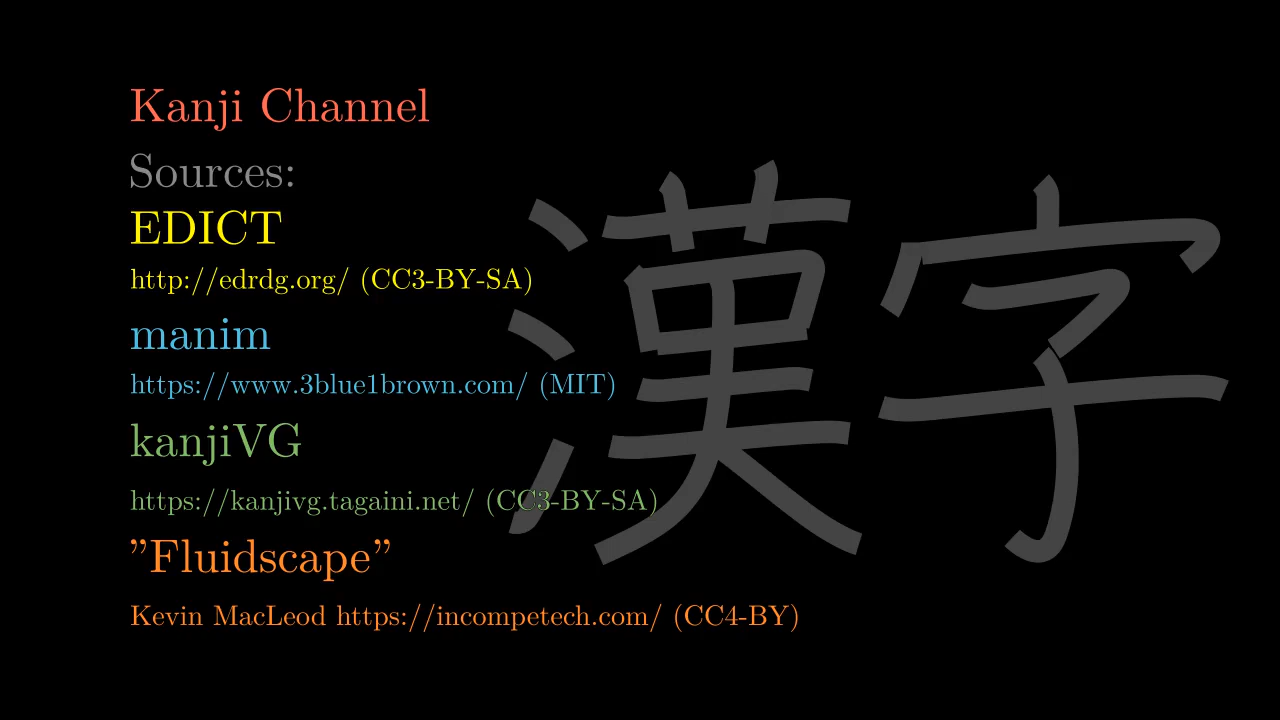 Kanji Channel
Sources:
EDICT
http://edrdg.org/ (CC3-BY-SA)
manim
https://www.3blue1brown.com/ (MIT)
kanjiVG
https://kanjivg.tagaini.net/ (CC3-BY-SA)
”Fluidscape”
Kevin MacLeod https://incompetech.com/ (CC4-BY)
漢字